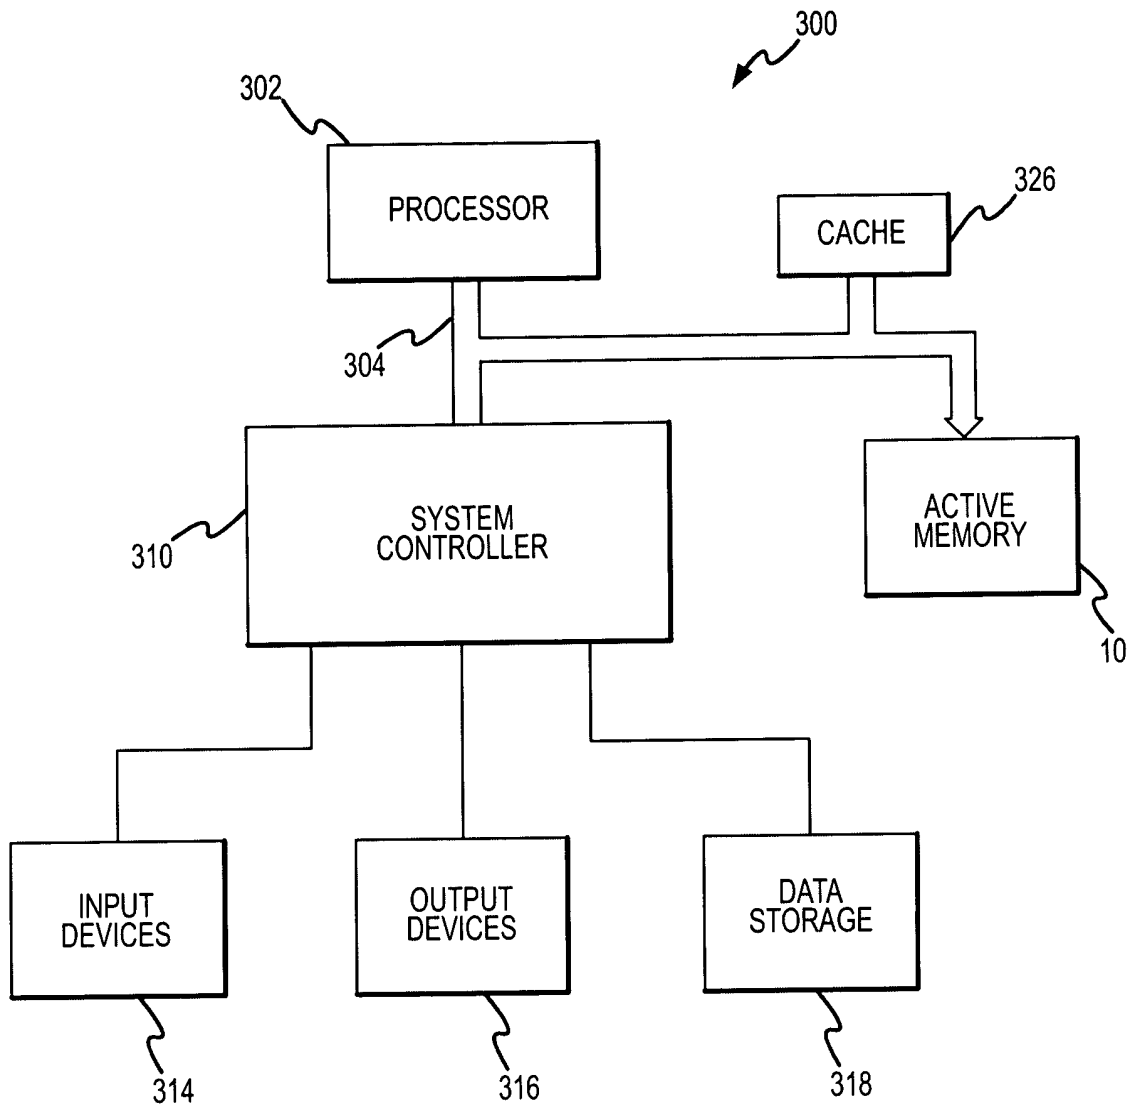 300
302
PROCESSOR
326
CACHE
304
SYSTEM
CONTROLLER
310
ACTIVE
MEMORY
10
INPUT
DEVICES
OUTPUT
DEVICES
DATA
STORAGE
314
316
318